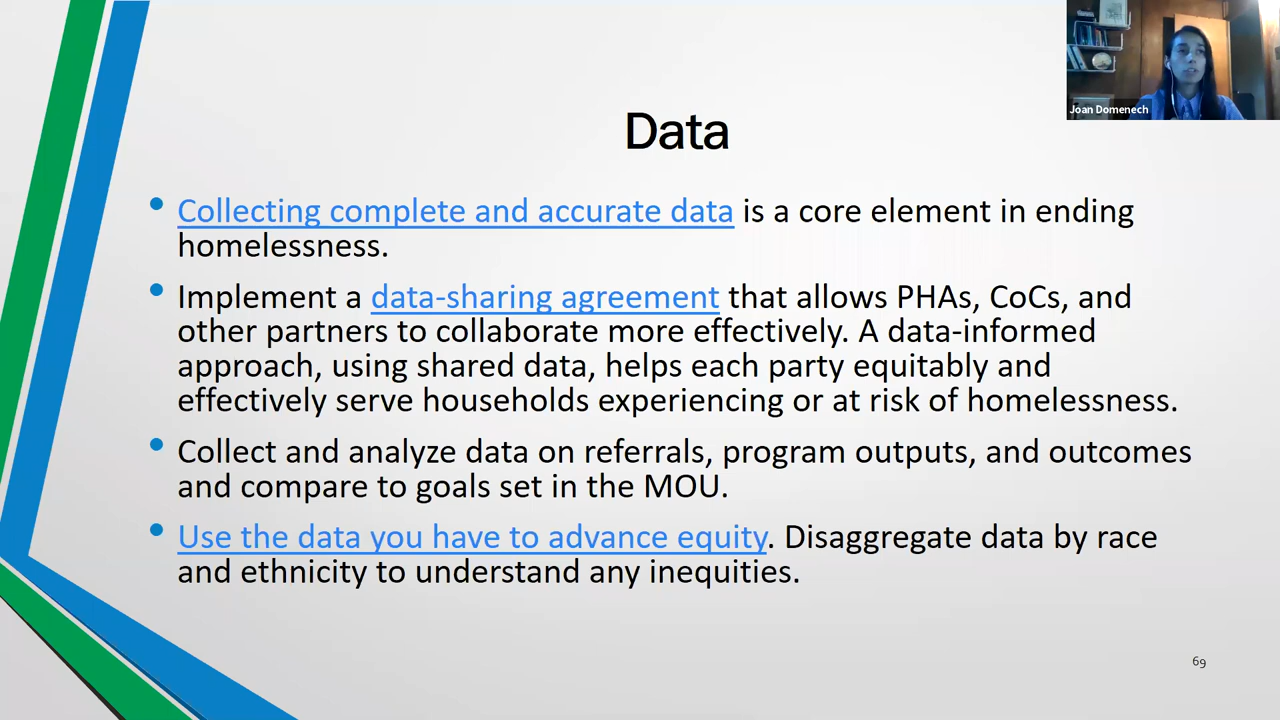 Joan Domenech
Data
• Collecting complete and accurate data is a core element in ending
homelessness.
• Implement a data-sharing agreement that allows PHAs, CoCs, and
other partners to collaborate more effectively. A data-informed
approach, using shared data, helps each party equitably and
effectively serve households experiencing or at risk of homelessness.
• Collect and analyze data on referrals, program outputs, and outcomes
and compare to goals set in the MOU.
• Use the data you have to advance equity. Disaggregate data by race
and ethnicity to understand any inequities.
69